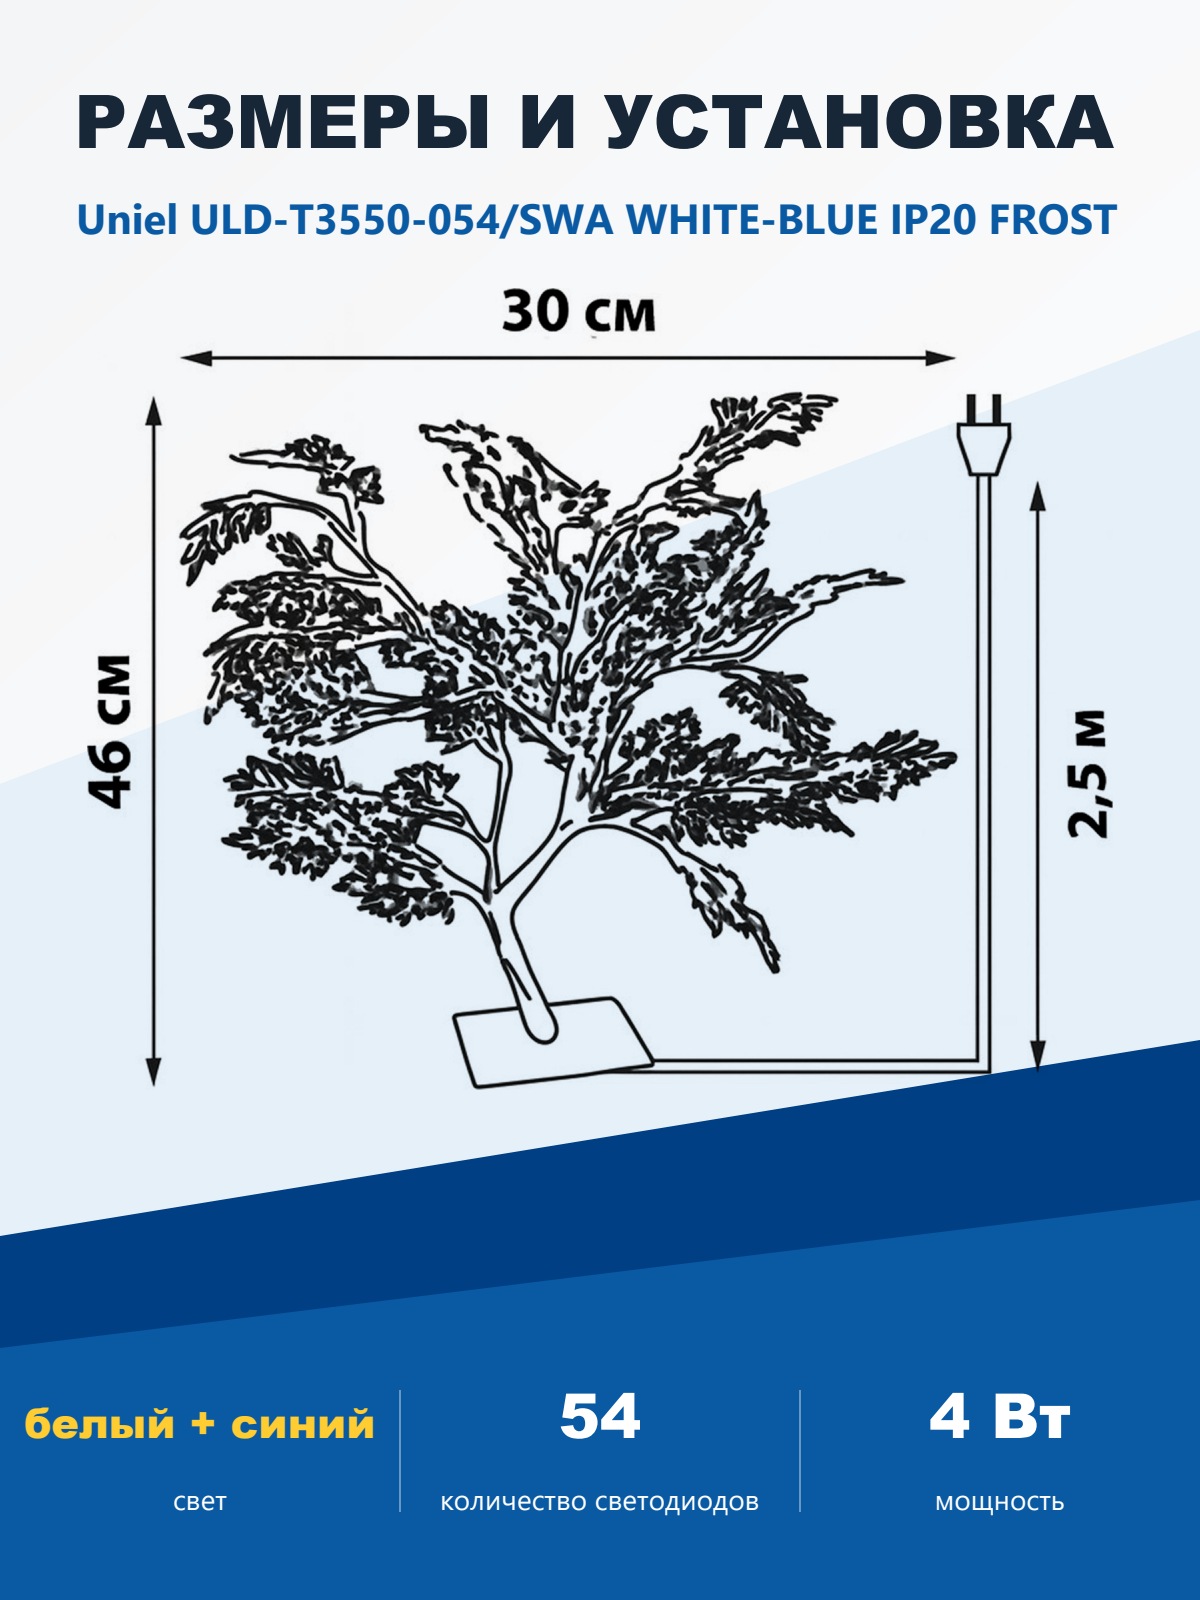 РАЗМЕРЫ И УСТАНОВКА
Uniel ULD-T3550-054/SWA WHITE-BLUE IP20 FROST
30 см
46 см
2,5 м
белый + синий
свет
54
количество светодиодов
4 Вт
мощность